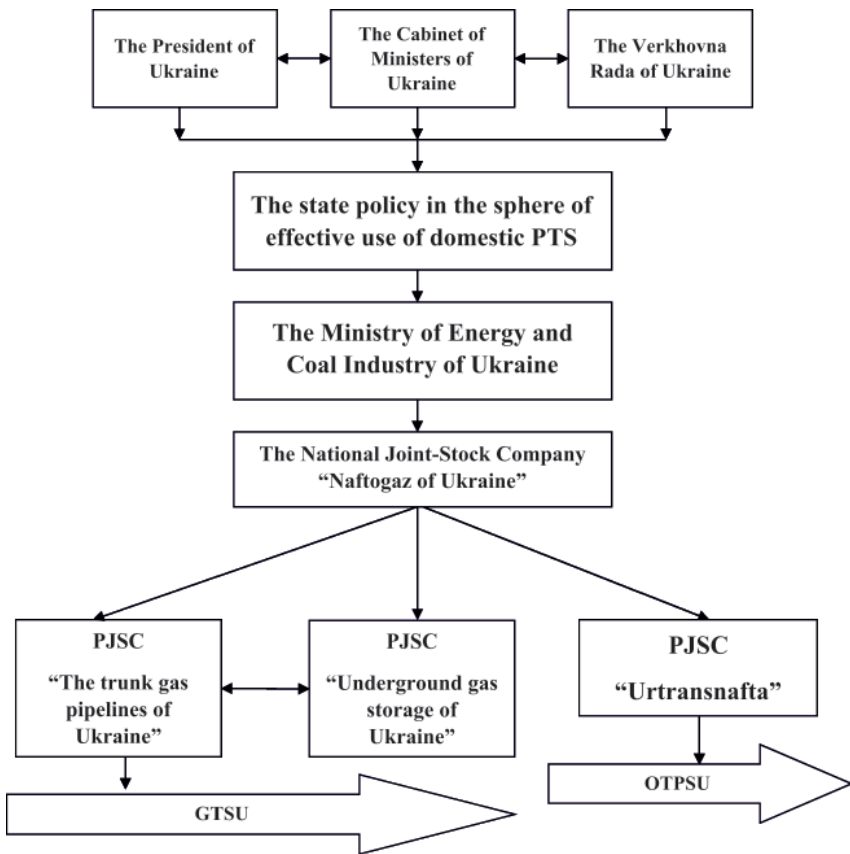 The President of
Ukraine
The Cabinet of
Ministers of
Ukraine
The Verkhovna
Rada of Ukraine
The state policy in the sphere of
effective use of domestic PTS
The Ministry of Energy and
Coal Industry of Ukraine
The National Joint-Stock Company
“Naftogaz of Ukraine”
PJSC
“The trunk gas
pipelines of
Ukraine”
PJSC
“Underground gas
storage of
Ukraine”
PJSC
“Urtransnafta”
GTSU
OTPSU